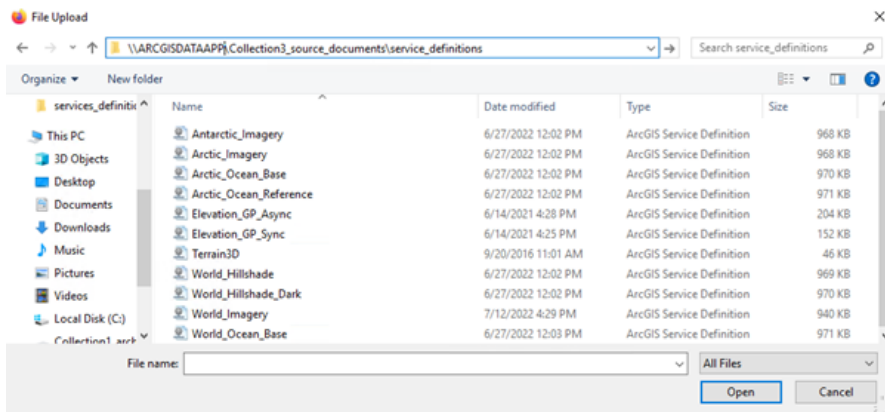 File Upload
\\ARCGISDATAAPP\Collection3_source_documents\service_definitions
Search service_definitions
Organize
New folder
services_definitic
Name
Date modified
Type
Size
This PC
3D Objects
Desktop
Documents
Downloads
Music
Pictures
Videos
Local Disk (C:)
Collection1_arch
Antarctic_Imagery 6/27/2022 12:02 PM ArcGIS Service Definition 968 KB
Arctic_Imagery 6/27/2022 12:02 PM ArcGIS Service Definition 968 KB
Arctic_Ocean_Base 6/27/2022 12:02 PM ArcGIS Service Definition 970 KB
Arctic_Ocean_Reference 6/27/2022 12:02 PM ArcGIS Service Definition 971 KB
Elevation_GP_Async 6/14/2021 4:28 PM ArcGIS Service Definition 204 KB
Elevation_GP_Sync 6/14/2021 4:25 PM ArcGIS Service Definition 152 KB
Terrain3D 9/20/2016 11:01 AM ArcGIS Service Definition 46 KB
World_Hillshade 6/27/2022 12:02 PM ArcGIS Service Definition 969 KB
World_Hillshade_Dark 6/27/2022 12:02 PM ArcGIS Service Definition 970 KB
World_Imagery 7/12/2022 4:29 PM ArcGIS Service Definition 940 KB
World_Ocean_Base 6/27/2022 12:03 PM ArcGIS Service Definition 971 KB
File name:
All Files
Open
Cancel